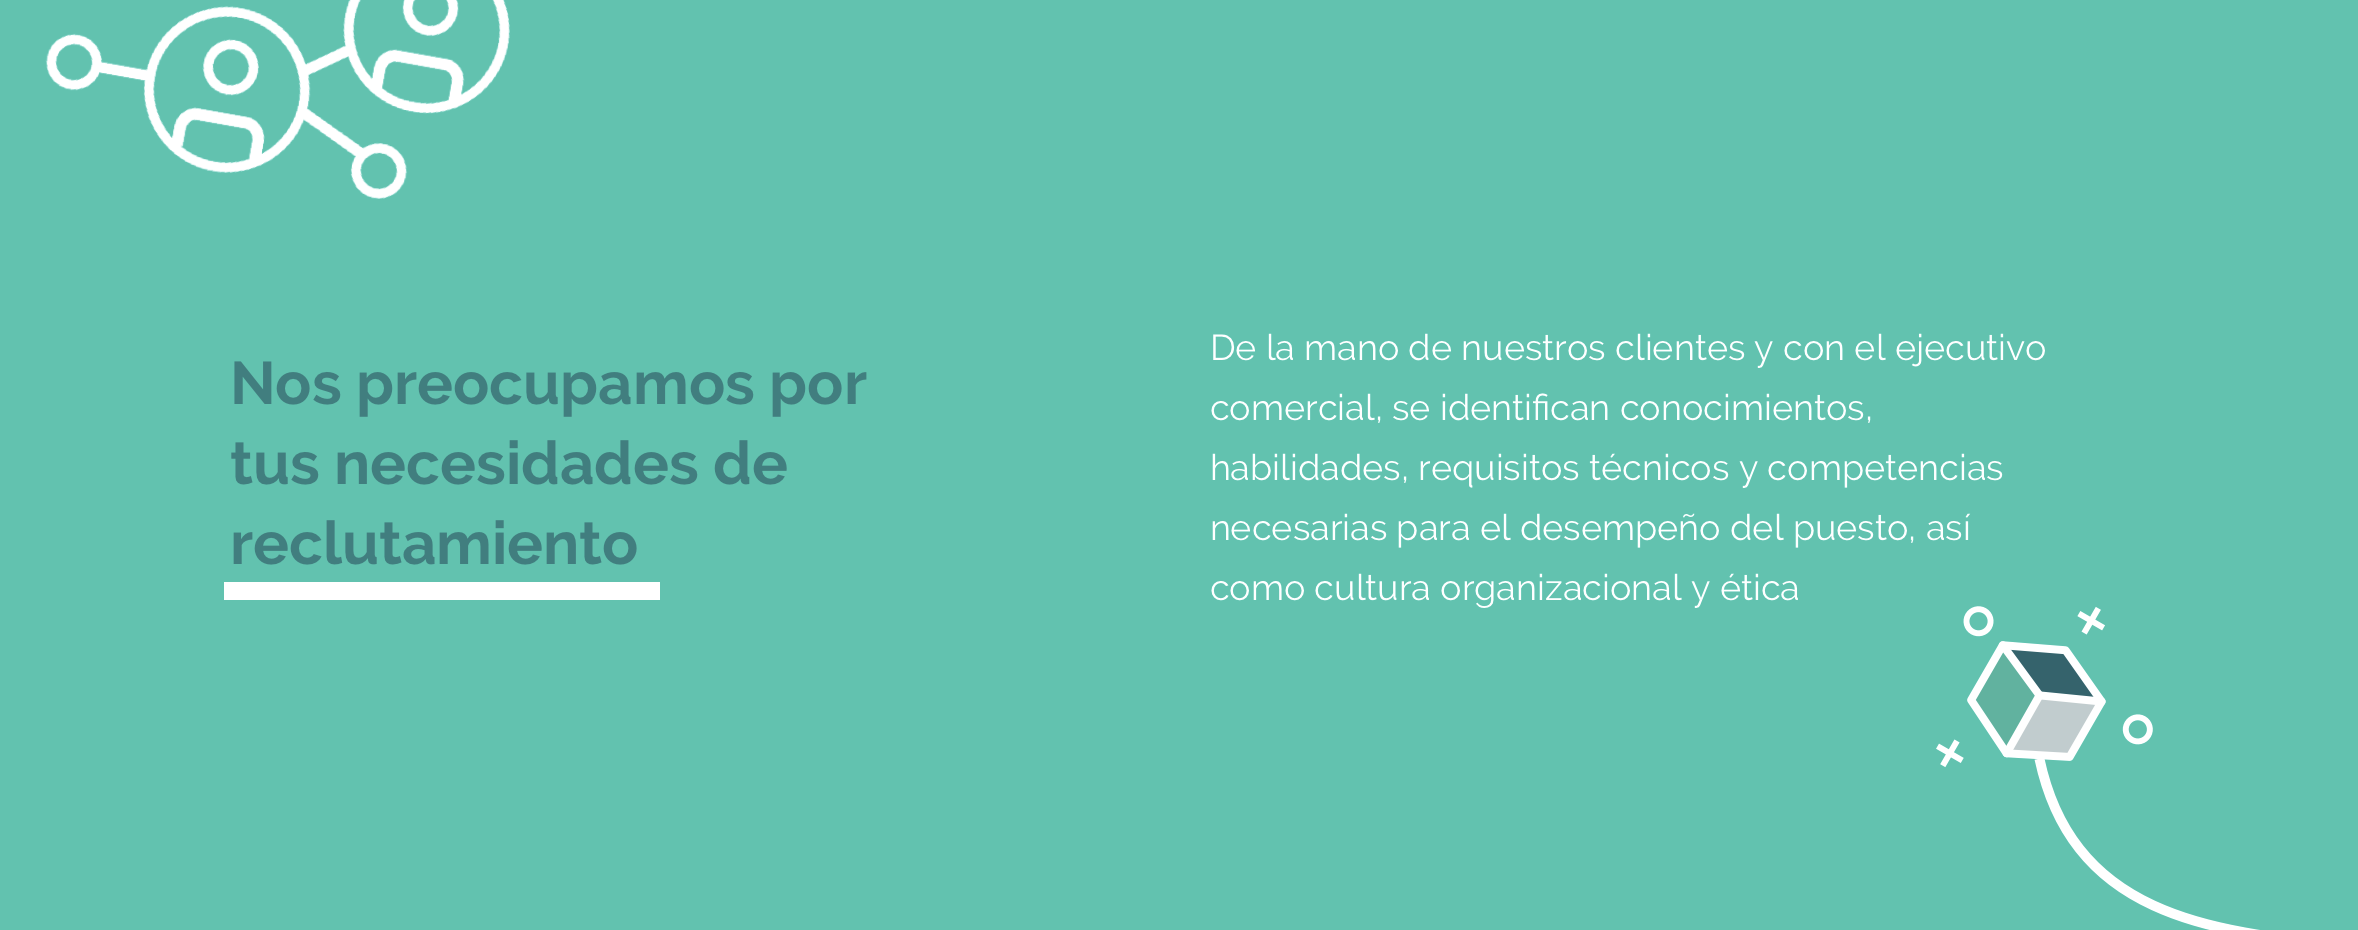 Nos preocupamos por
tus necesidades de
reclutamiento
De la mano de nuestros clientes y con el ejecutivo
comercial, se identifican conocimientos,
habilidades, requisitos técnicos y competencias
necesarias para el desempeño del puesto, así
como cultura organizacional y ética